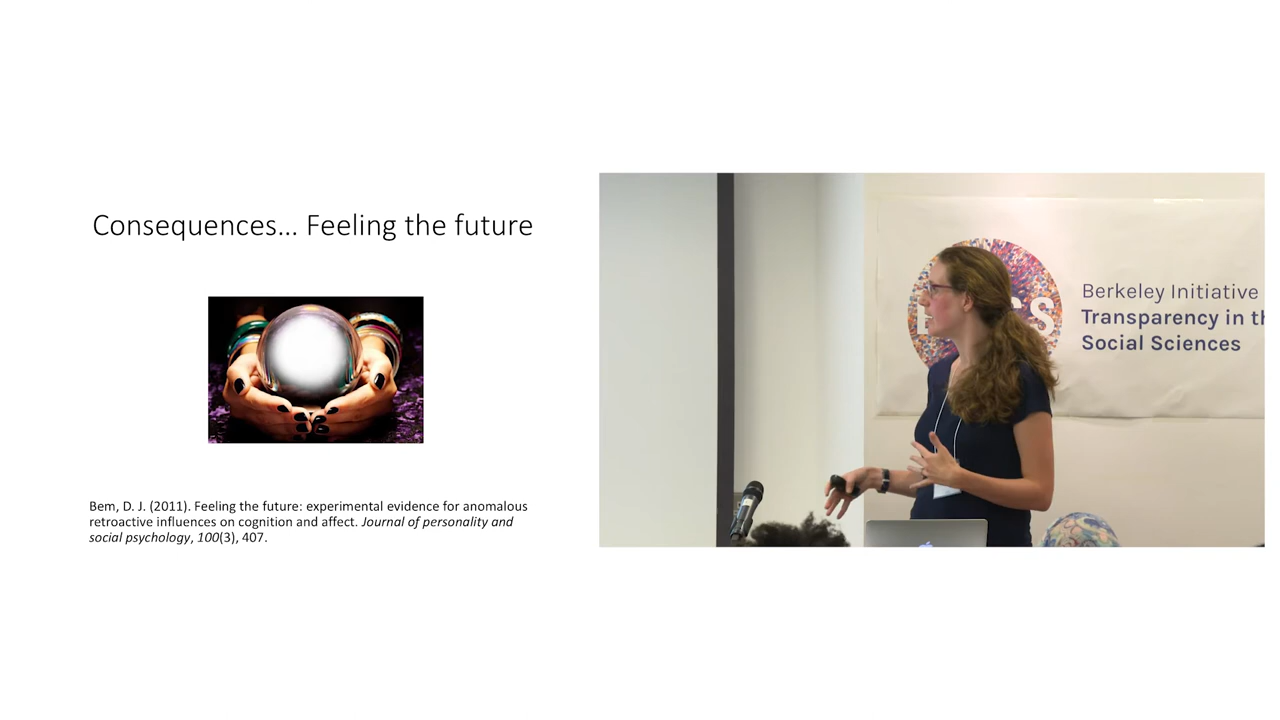 Consequences... Feeling the future
Bem, D. J. (2011). Feeling the future: experimental evidence for anomalous
retroactive influences on cognition and affect. Journal of personality and
social psychology, 100(3), 407.
Berkeley Initiative
Transparency in th
Social Sciences